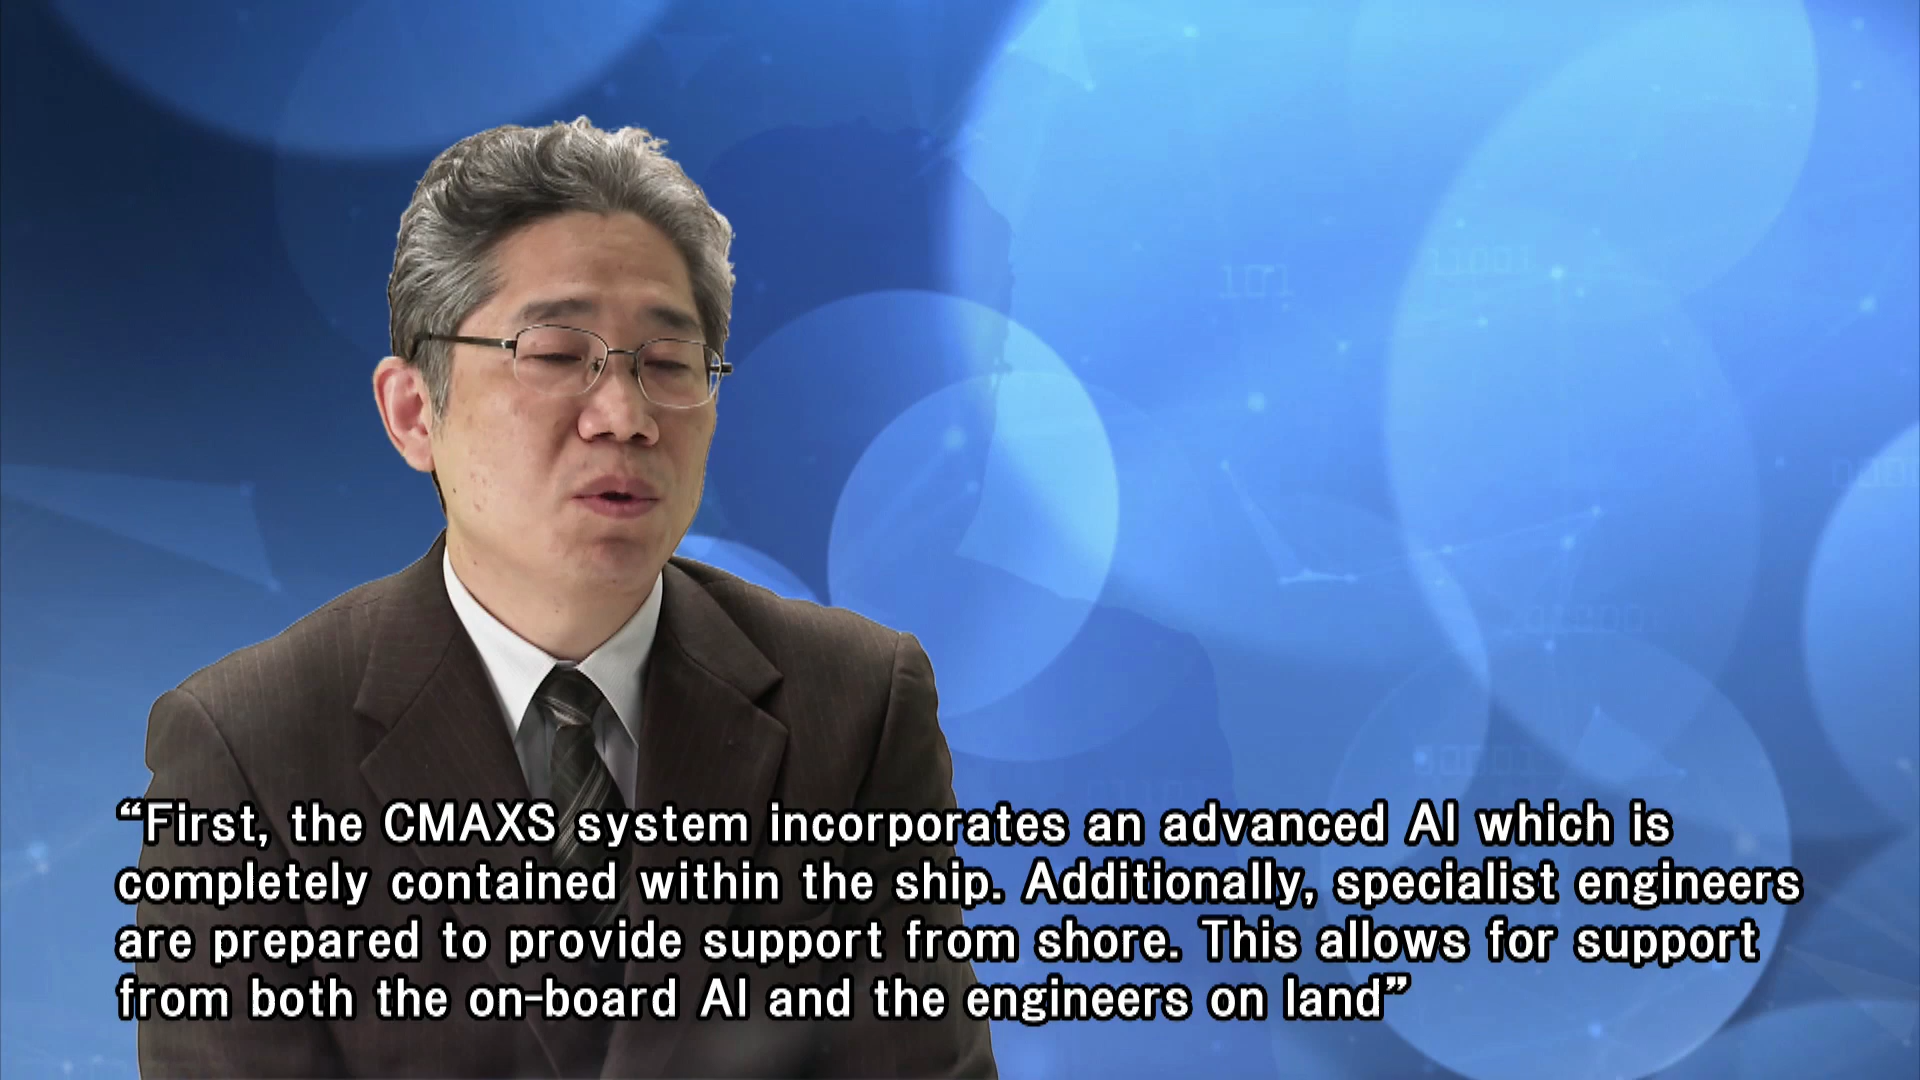 “First, the CMAXS system incorporates an advanced AI which is
completely contained within the ship. Additionally, specialist engineers
are prepared to provide support from shore. This allows for support
from both the on-board AI and the engineers on land”